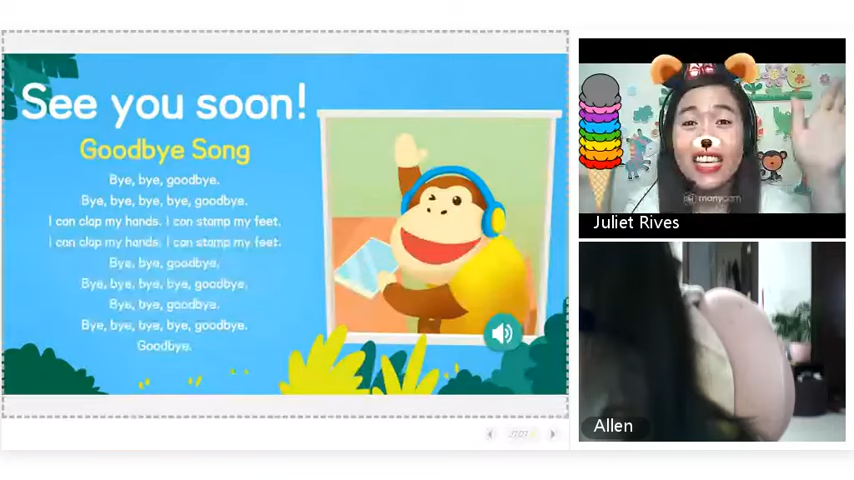 See you soon!
Goodbye Song
Bye, bye, goodbye.
Bye, bye, bye, bye, goodbye.
I can clap my hands. I can stamp my feet.
I can clap my hands. I can stamp my feet.
Bye, bye, goodbye.
Bye, bye, bye, bye, goodbye.
Bye, bye, goodbye.
Bye, bye, bye, bye, goodbye.
Goodbye.
manycam
Juliet Rives
Allen